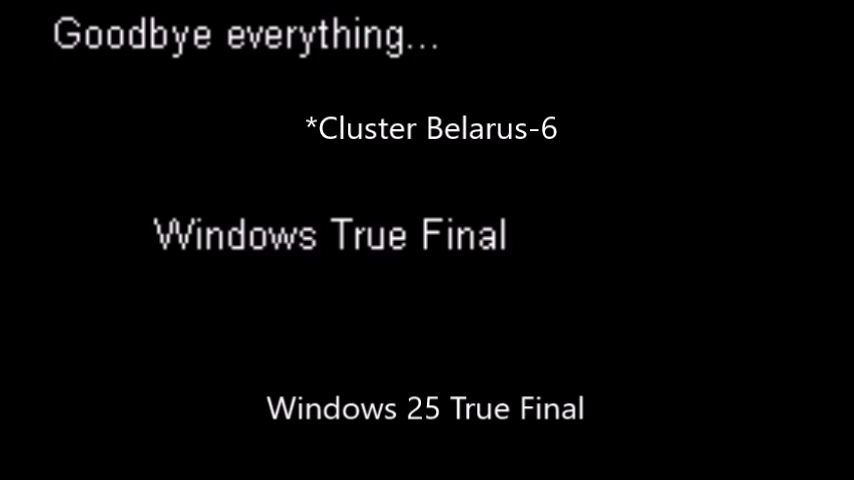 Goodbye everything...
*Cluster Belarus-6
Windows True Final
Windows 25 True Final